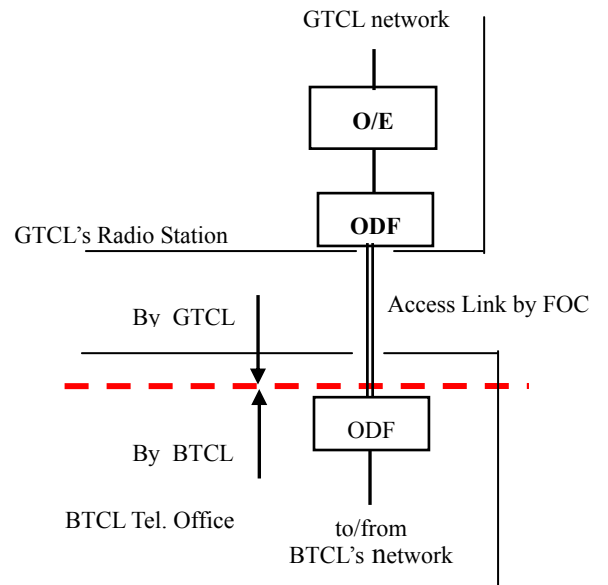 GTCL network
O/E
ODF
GTCL's Radio Station
Access Link by FOC
By GTCL
ODF
By BTCL
BTCL Tel. Office
to/from
BTCL's network